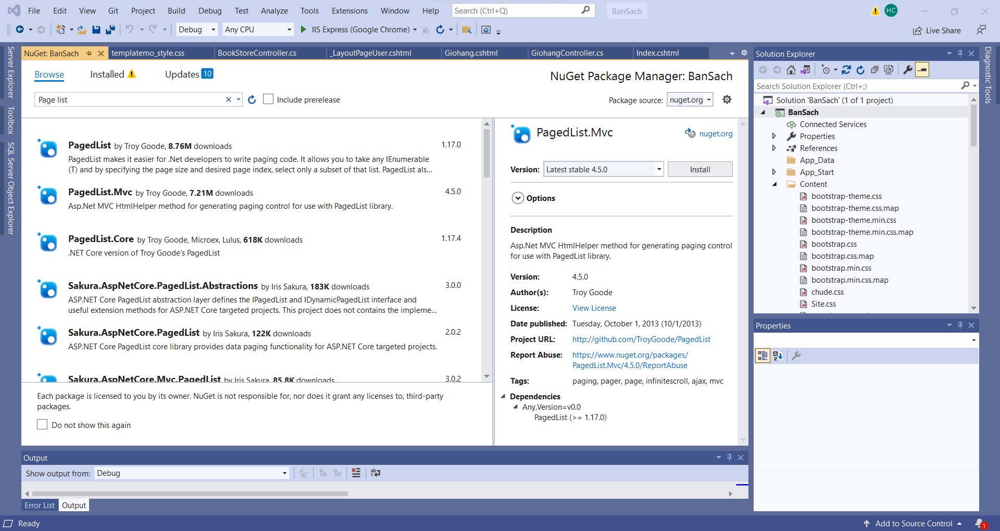 File Edit View Git Project Build Debug Test Analyze Tools Extensions Window Help Search (Ctrl+Q) BanSach HC
Debug Any CPU IIS Express (Google Chrome) Live Share
Server Explorer
Toolbox
SQL Server Object Explorer
NuGet: BanSach templatemo_style.css BookStoreController.cs _LayoutPageUser.cshtml Giohang.cshtml GiohangController.cs Index.cshtml
Browse Installed Updates 10
NuGet Package Manager: BanSach
Page list Include prerelease
Package source: nuget.org
PagedList by Troy Goode, 8.76M downloads 1.17.0
PagedList makes it easier for .Net developers to write paging code. It allows you to take any IEnumerable
(T) and by specifying the page size and desired page index, select only a subset of that list. PagedList als...
PagedList.Mvc by Troy Goode, 7.21M downloads 4.5.0
Asp.Net MVC HtmlHelper method for generating paging control for use with PagedList library.
PagedList.Core by Troy Goode, Microex, Lulus, 618K downloads 1.17.4
.NET Core version of Troy Goode's PagedList
Sakura.AspNetCore.PagedList.Abstractions by Iris Sakura, 183K downloads 3.0.0
ASP.NET Core PagedList abstraction layer defines the IPagedList and IDynamicPagedList interface and
useful extension methods for ASP.NET Core targeted projects. This project does not contains the impleme...
Sakura.AspNetCore.PagedList by Iris Sakura, 122K downloads 2.0.2
ASP.NET Core PagedList core library provides data paging functionality for ASP.NET Core targeted projects.
Sakura.AspNetCore.Mvc.PagedList by Iris Sakura, 85.8K downloads 3.0.2
Each package is licensed to you by its owner. NuGet is not responsible for, nor does it grant any licenses to, third-party
packages.
Do not show this again
PagedList.Mvc nuget.org
Version: Latest stable 4.5.0 Install
Options
Description
Asp.Net MVC HtmlHelper method for generating paging control
for use with PagedList library.
Version: 4.5.0
Author(s): Troy Goode
License: View License
Date published: Tuesday, October 1, 2013 (10/1/2013)
Project URL: http://github.com/TroyGoode/PagedList
Report Abuse: https://www.nuget.org/packages/
PagedList.Mvc/4.5.0/ReportAbuse
Tags: paging, pager, page, infinitescroll, ajax, mvc
Dependencies
Any,Version=v0.0
PagedList (>= 1.17.0)
Output
Show output from: Debug
Error List Output
Solution Explorer
Search Solution Explorer (Ctrl+;)
Solution 'BanSach' (1 of 1 project)
BanSach
Connected Services
Properties
References
App_Data
App_Start
Content
bootstrap-theme.css
bootstrap-theme.css.map
bootstrap-theme.min.css
bootstrap-theme.min.css.map
bootstrap.css
bootstrap.css.map
bootstrap.min.css
bootstrap.min.css.map
chude.css
Site.css
Properties
Diagnostic Tools
Ready Add to Source Control 1